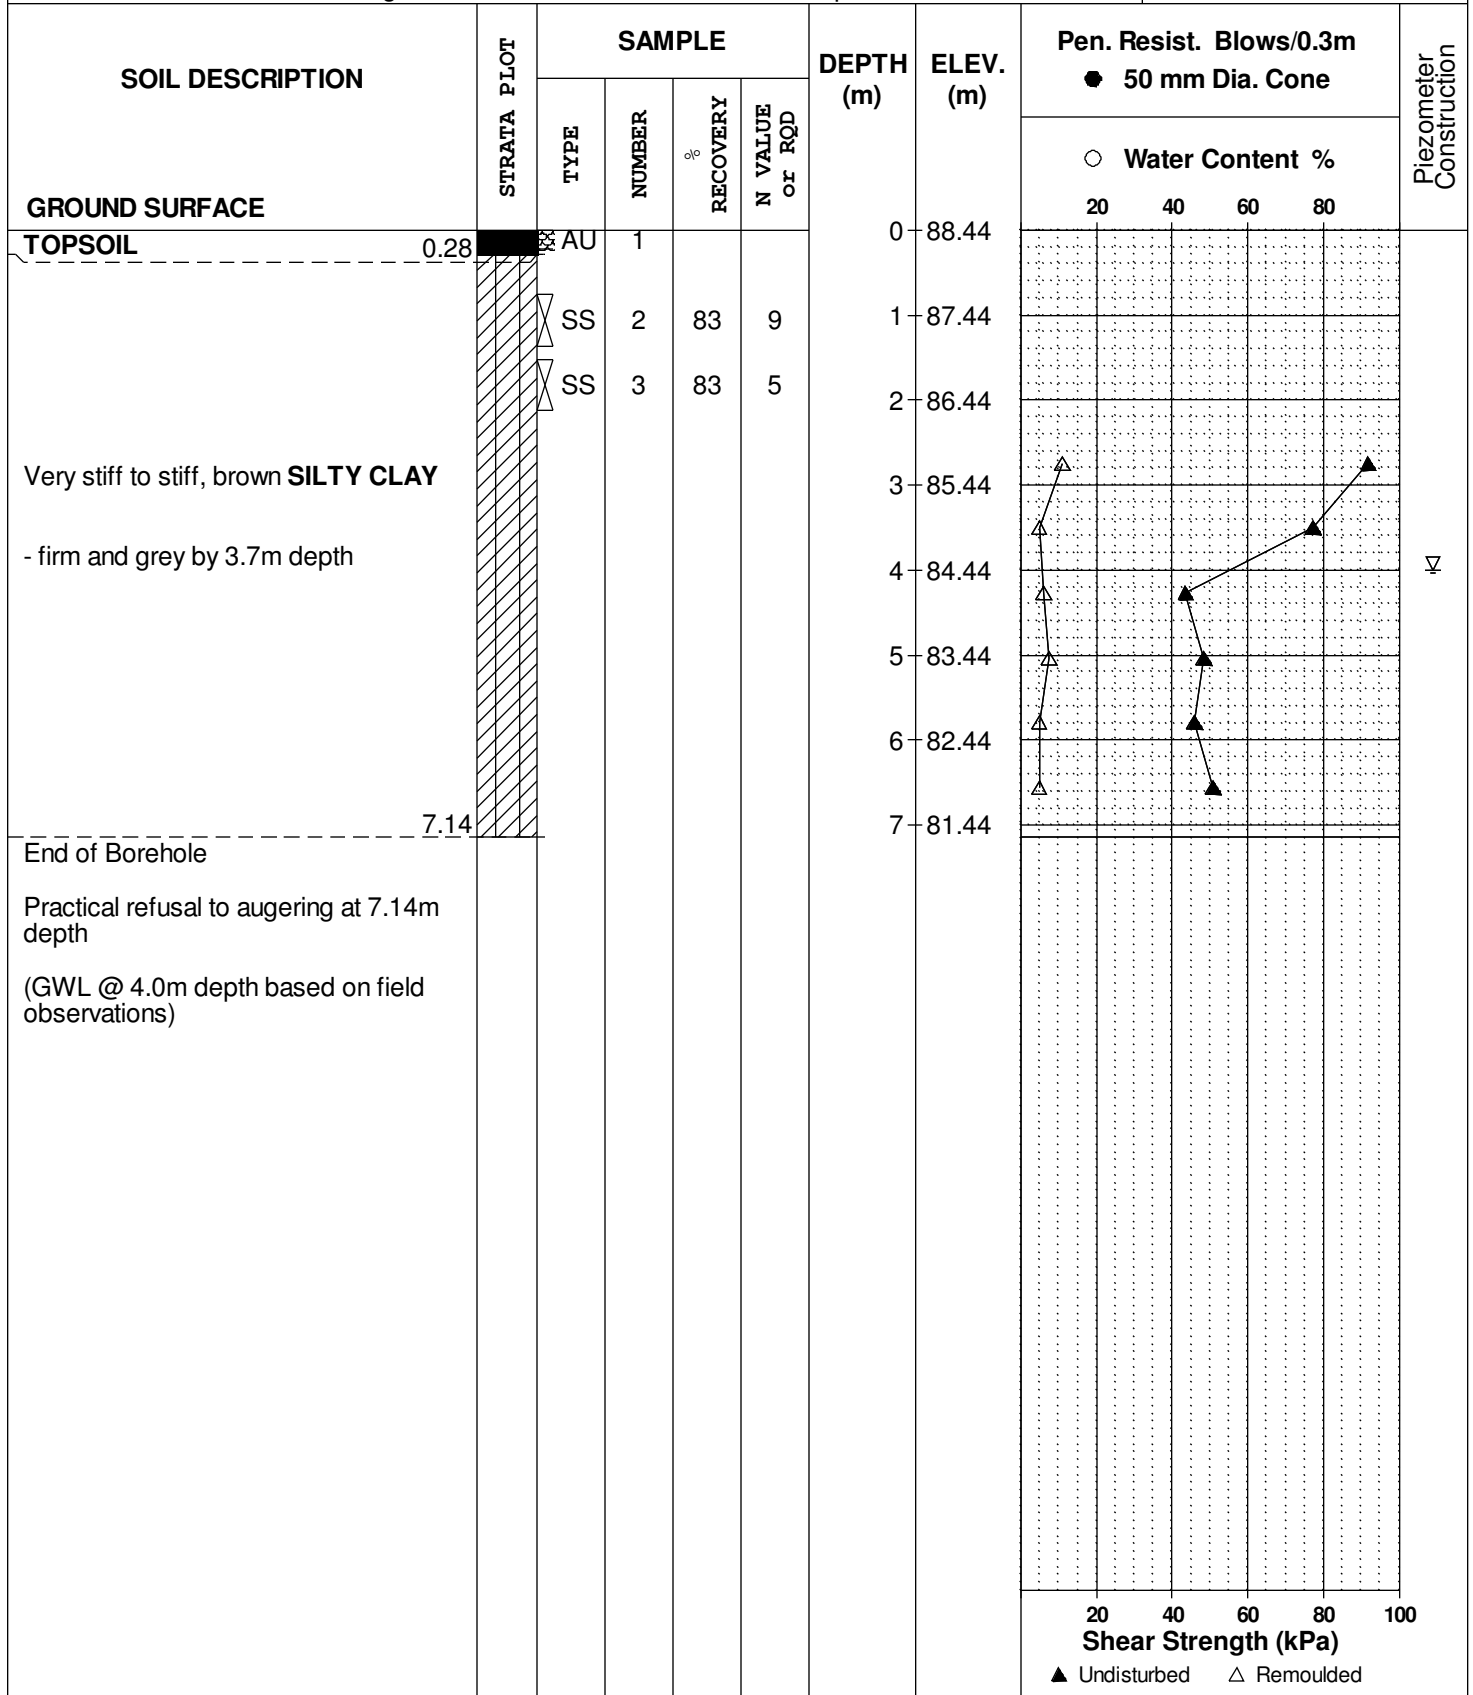 SOIL DESCRIPTION
GROUND SURFACE
STRATA PLOT
SAMPLE
TYPE
NUMBER
%
RECOVERY
N VALUE
or RQD
DEPTH
(m)
ELEV.
(m)
Pen. Resist. Blows/0.3m
● 50 mm Dia. Cone
○ Water Content %
20 40 60 80
Piezometer
Construction
TOPSOIL 0.28
AU 1
0 88.44
SS 2 83 9
1 87.44
SS 3 83 5
2 86.44
Very stiff to stiff, brown SILTY CLAY
3 85.44
- firm and grey by 3.7m depth
4 84.44
5 83.44
6 82.44
7.14
7 81.44
End of Borehole
Practical refusal to augering at 7.14m
depth
(GWL @ 4.0m depth based on field
observations)
20 40 60 80 100
Shear Strength (kPa)
▲ Undisturbed △ Remoulded